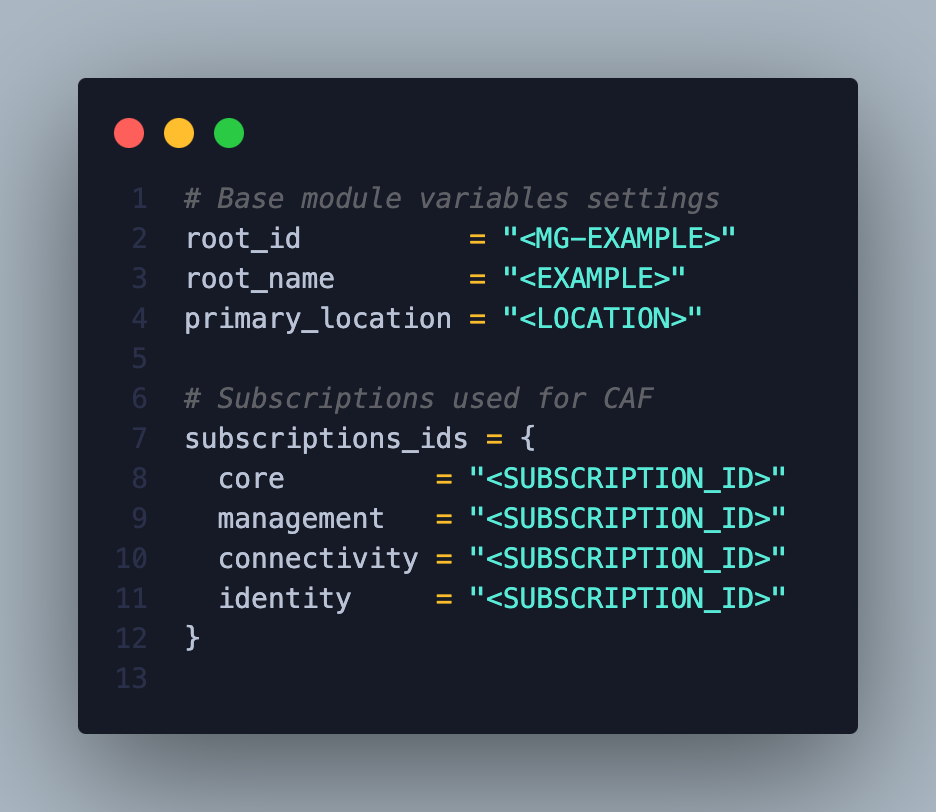 1 # Base module variables settings
2 root_id          = "<MG-EXAMPLE>"
3 root_name        = "<EXAMPLE>"
4 primary_location = "<LOCATION>"
5
6 # Subscriptions used for CAF
7 subscriptions_ids = {
8   core         = "<SUBSCRIPTION_ID>"
9   management   = "<SUBSCRIPTION_ID>"
10   connectivity = "<SUBSCRIPTION_ID>"
11   identity     = "<SUBSCRIPTION_ID>"
12 }
13